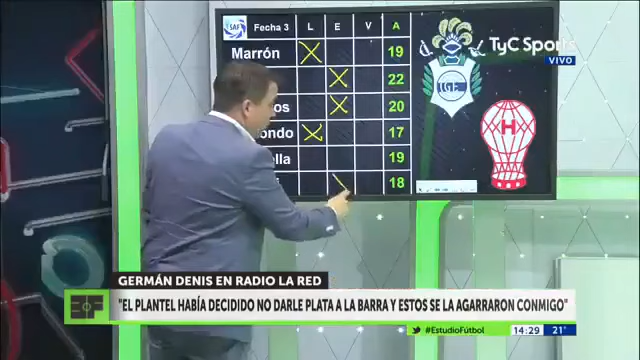 SAF
Fecha 3
L
E
V
A
Marrón
19
22
os
20
ondo
17
ella
19
18
H
TyC Sports
VIVO
GERMÁN DENIS EN RADIO LA RED
"EL PLANTEL HABÍA DECIDIDO NO DARLE PLATA A LA BARRA Y ESTOS SE LA AGARRARON CONMIGO"
#EstudioFútbol
14:29
21°